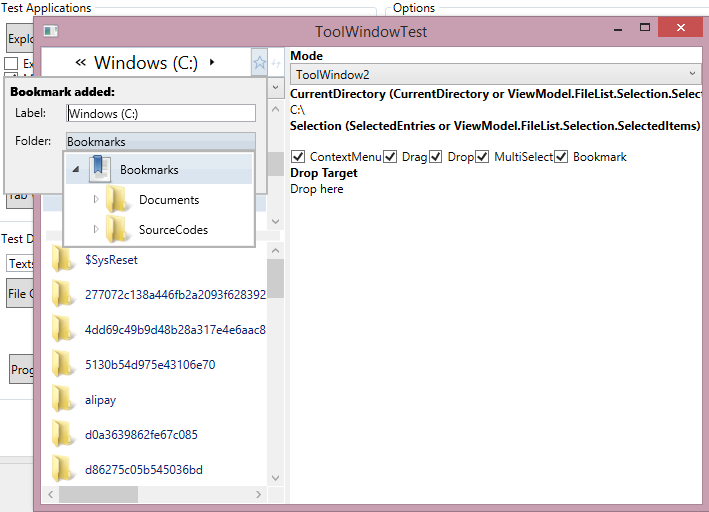 Test Applications
Options
ToolWindowTest
Explo
Ex
Windows (C:)
Mode
ToolWindow2
Bookmark added:
Label:
Windows (C:)
Folder:
Bookmarks
Bookmarks
Documents
SourceCodes
CurrentDirectory (CurrentDirectory or ViewModel.FileList.Selection.Selec
C:\
Selection (SelectedEntries or ViewModel.FileList.Selection.SelectedItems)
ContextMenu Drag Drop MultiSelect Bookmark
Drop Target
Drop here
Tab W
Test D
Texts
File C
Prog
$SysReset
277072c138a446fb2a2093f628392
4dd69c49b9d48b28a317e4e6aac8
5130b54d975e43106e70
alipay
d0a3639862fe67c085
d86275c05b545036bd